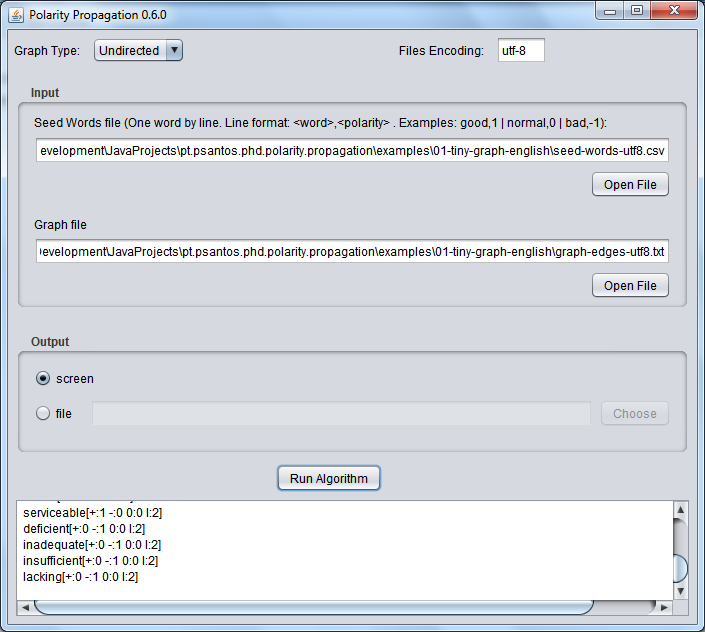 Polarity Propagation 0.6.0
Graph Type: Undirected Files Encoding: utf-8
Input
Seed Words file (One word by line. Line format: <word>,<polarity> . Examples: good,1 | normal,0 | bad,-1):
evelopment\JavaProjects\pt.psantos.phd.polarity.propagation\examples\01-tiny-graph-english\seed-words-utf8.csv
Open File
Graph file
evelopment\JavaProjects\pt.psantos.phd.polarity.propagation\examples\01-tiny-graph-english\graph-edges-utf8.txt
Open File
Output
screen
file Choose
Run Algorithm
serviceable[+:1 -:0 0:0 I:2]
deficient[+:0 -:1 0:0 I:2]
inadequate[+:0 -:1 0:0 I:2]
insufficient[+:0 -:1 0:0 I:2]
lacking[+:0 -:1 0:0 I:2]